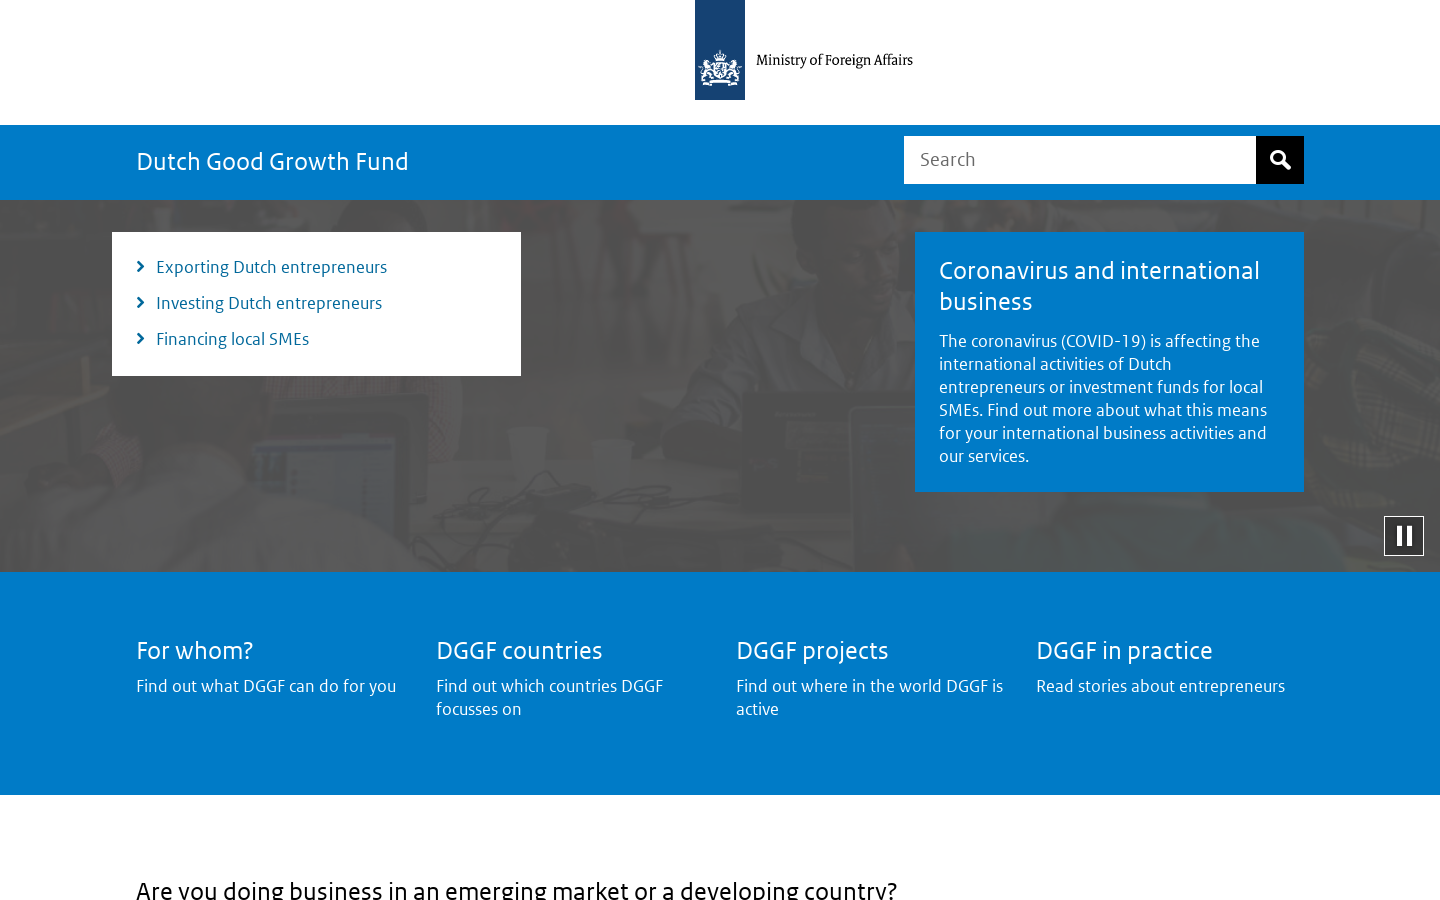 Ministry of Foreign Affairs
Dutch Good Growth Fund
Search
Exporting Dutch entrepreneurs
Investing Dutch entrepreneurs
Financing local SMEs
Coronavirus and international
business
The coronavirus (COVID-19) is affecting the
international activities of Dutch
entrepreneurs or investment funds for local
SMEs. Find out more about what this means
for your international business activities and
our services.
For whom?
Find out what DGGF can do for you
DGGF countries
Find out which countries DGGF
focusses on
DGGF projects
Find out where in the world DGGF is
active
DGGF in practice
Read stories about entrepreneurs
Are you doing business in an emerging market or a developing country?